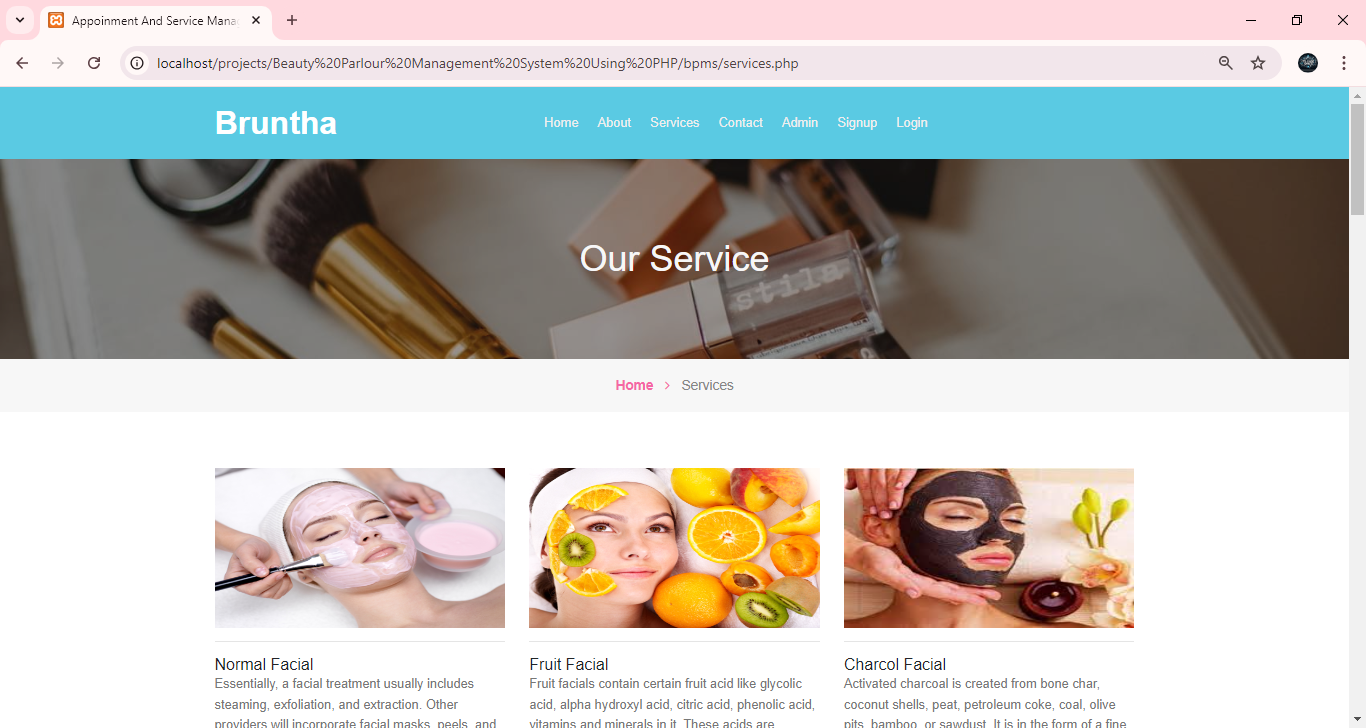 Appoinment And Service Mana
localhost/projects/Beauty%20Parlour%20Management%20System%20Using%20PHP/bpms/services.php
Bruntha
Home About Services Contact Admin Signup Login
stila
Our Service
Home > Services
Normal Facial
Essentially, a facial treatment usually includes
steaming, exfoliation, and extraction. Other
providers will incorporate facial masks, peels, and
Fruit Facial
Fruit facials contain certain fruit acid like glycolic
acid, alpha hydroxyl acid, citric acid, phenolic acid,
vitamins and minerals in it. These acids are
Charcol Facial
Activated charcoal is created from bone char,
coconut shells, peat, petroleum coke, coal, olive
pits, bamboo, or sawdust. It is in the form of a fine